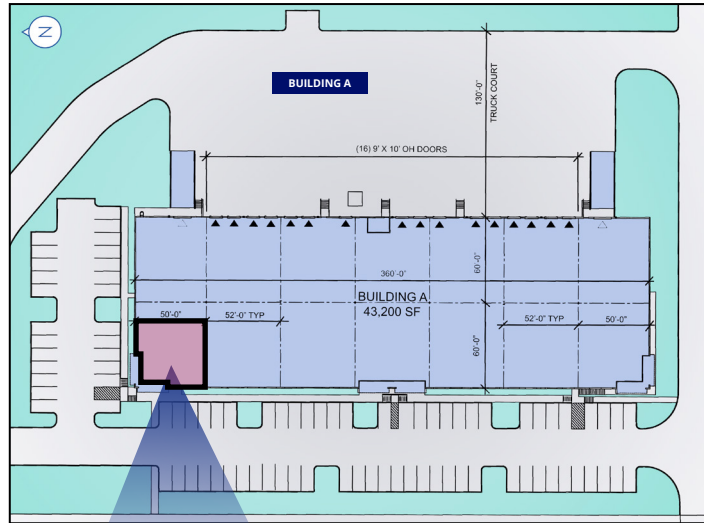 N
BUILDING A
130'-0"
TRUCK COURT
(16) 9' X 10' OH DOORS
360'-0"
60'-0"
BUILDING A
43,200 SF
50'-0"
52'-0" TYP
52'-0" TYP
50'-0"
60'-0"